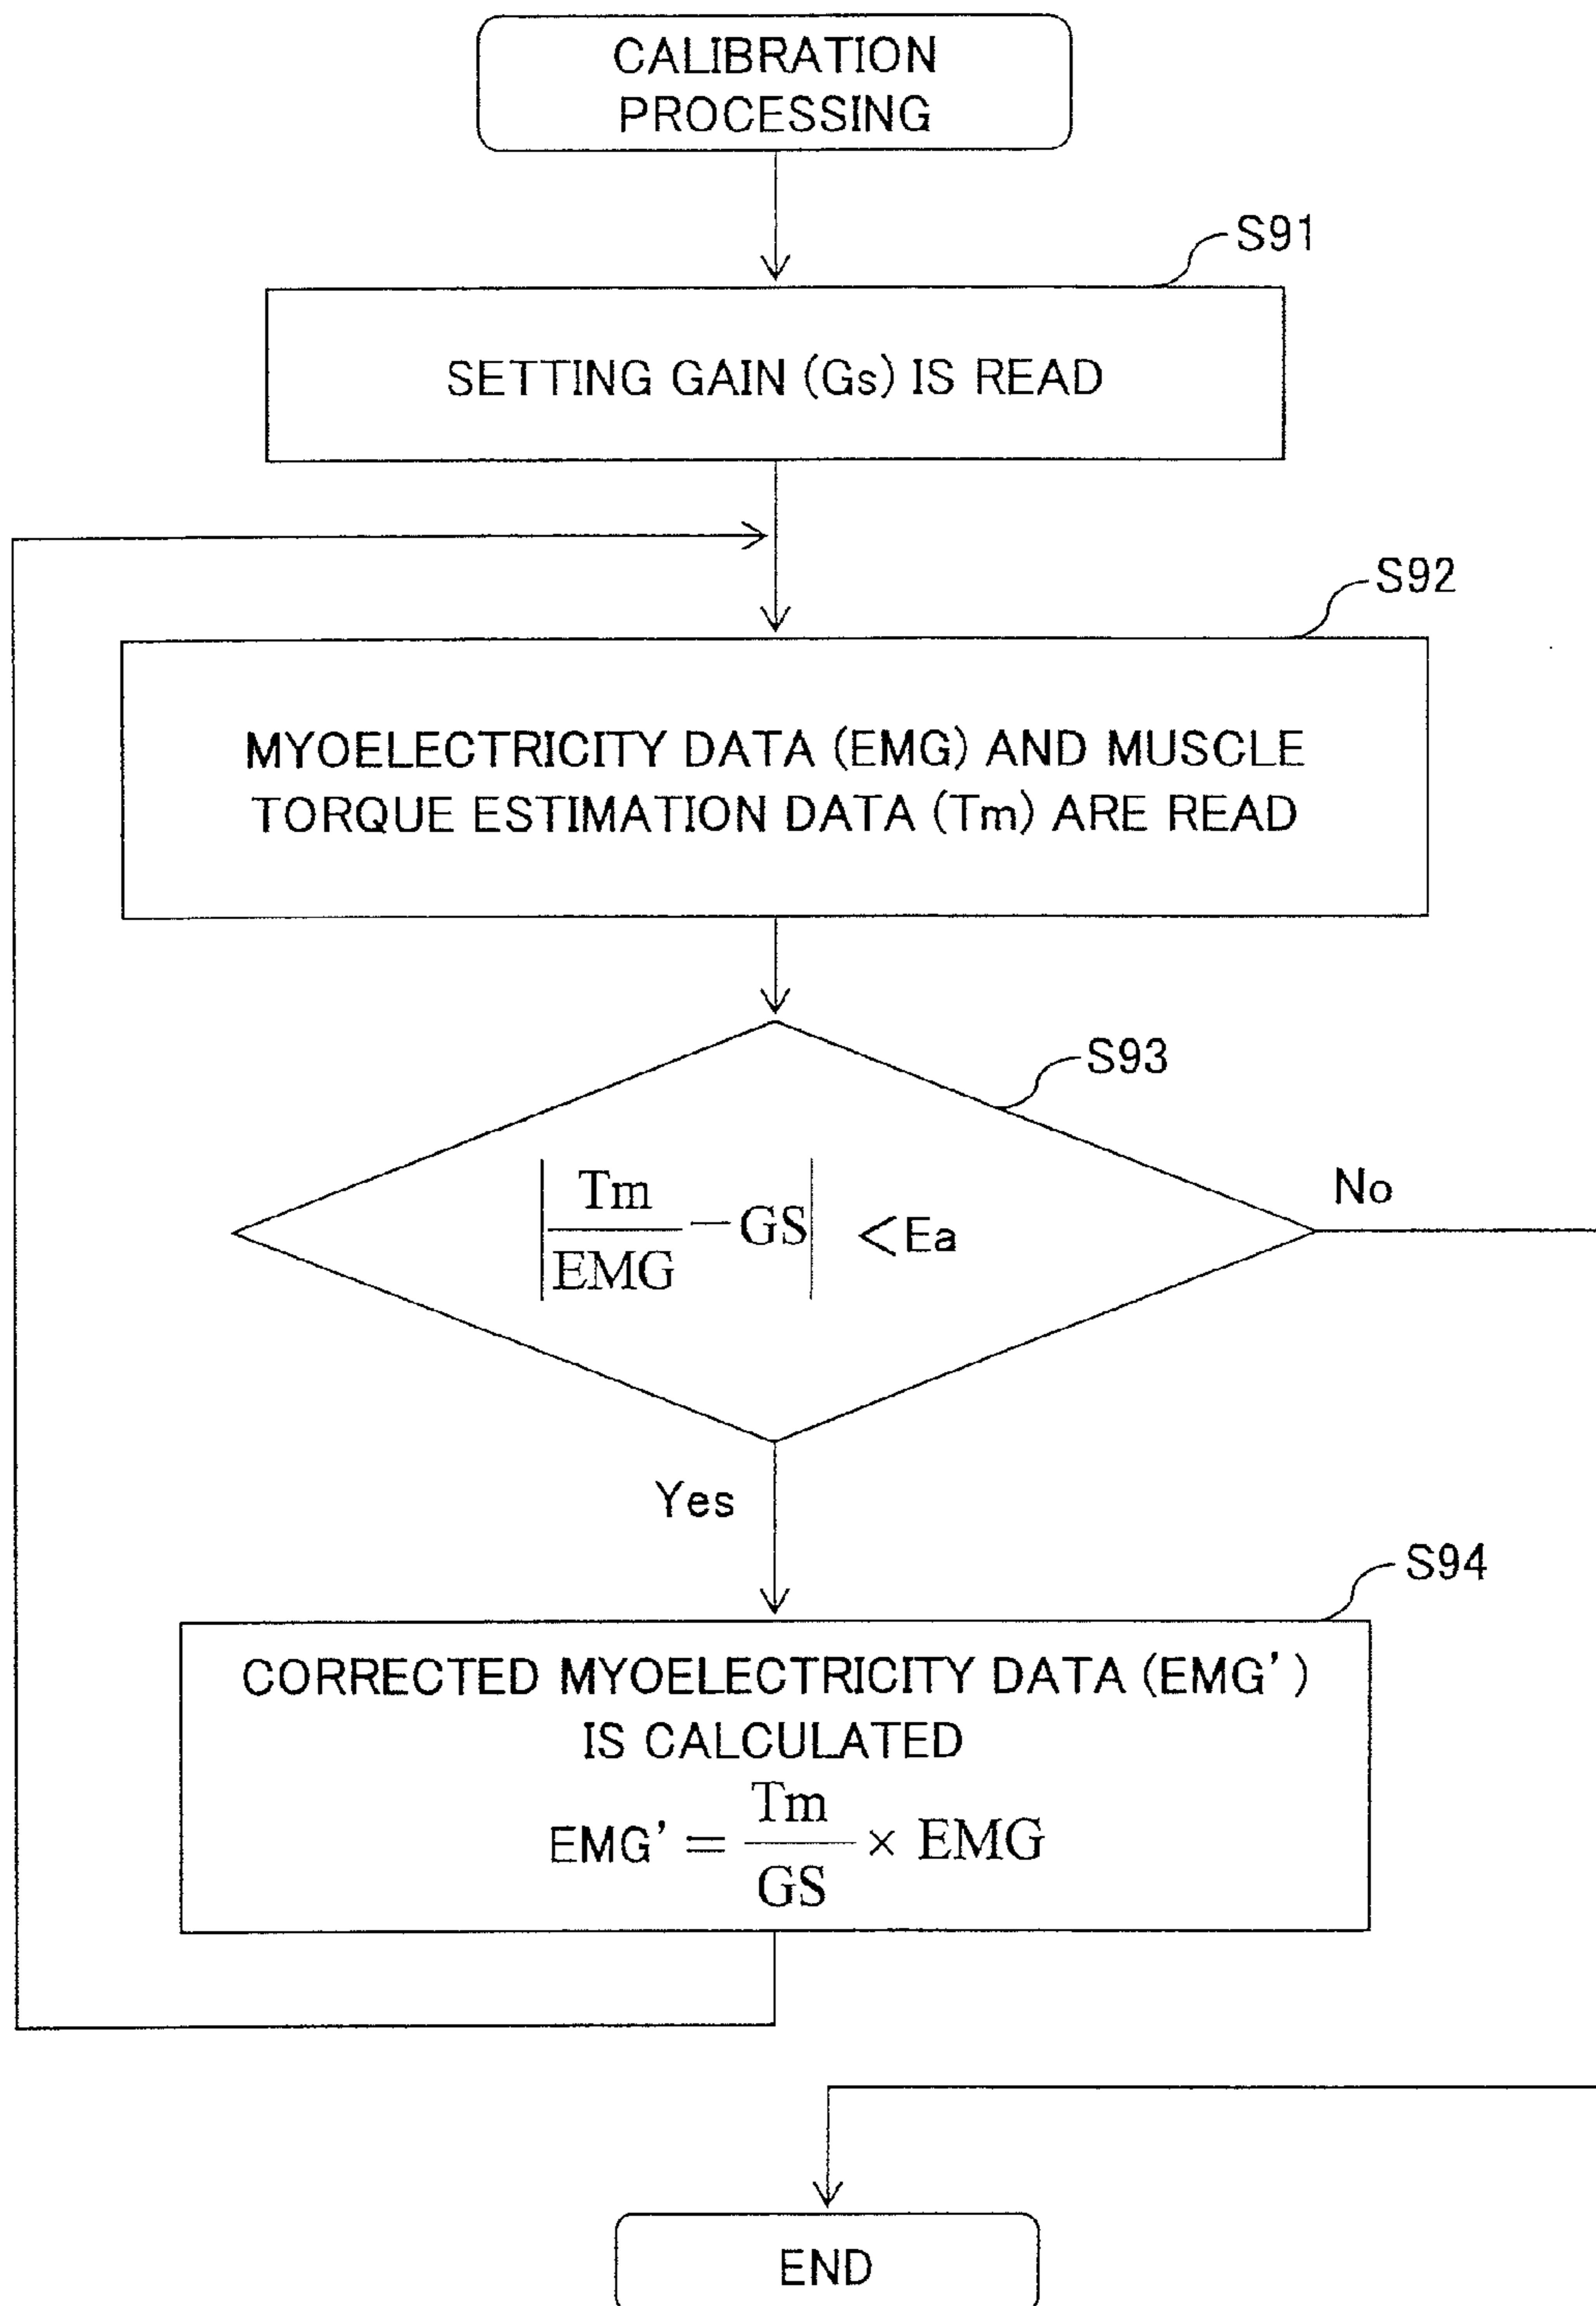 CALIBRATION
PROCESSING
S91
SETTING GAIN (Gs) IS READ
S92
MYOELECTRICITY DATA (EMG) AND MUSCLE
TORQUE ESTIMATION DATA (Tm) ARE READ
S93
|Tm/EMG − GS| < Ea
No
Yes
S94
CORRECTED MYOELECTRICITY DATA (EMG')
IS CALCULATED
EMG' = Tm/GS × EMG
END